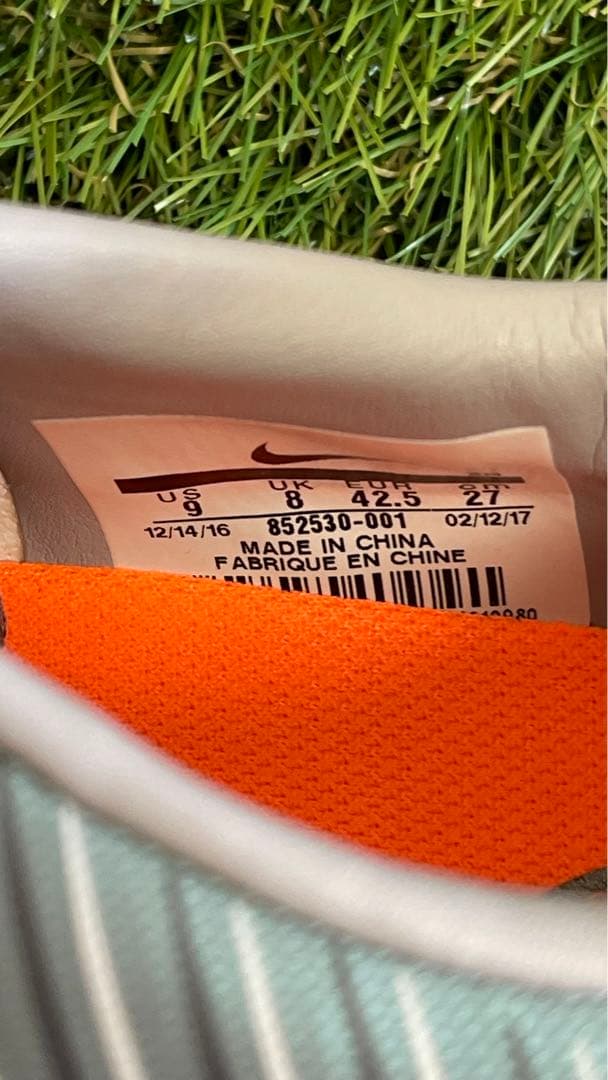 US UK EUR cm
9 8 42.5 27
12/14/16 852530-001 02/12/17
MADE IN CHINA
FABRIQUE EN CHINE